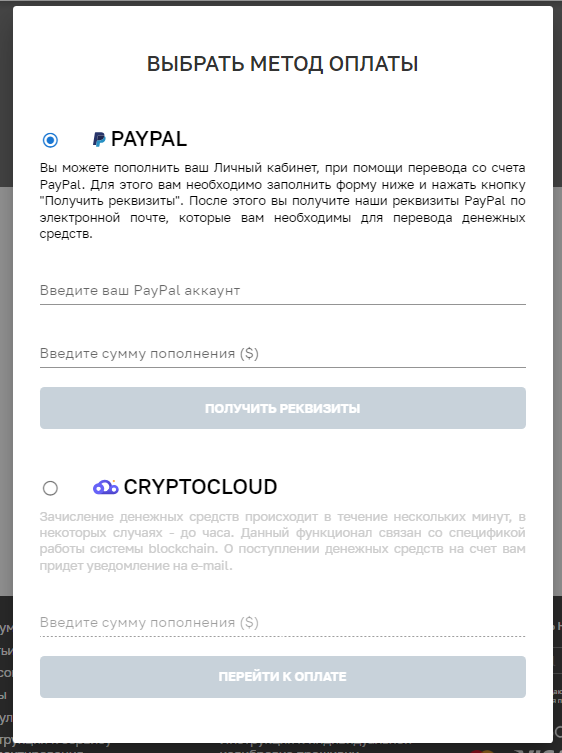 ВЫБРАТЬ МЕТОД ОПЛАТЫ
PAYPAL
Вы можете пополнить ваш Личный кабинет, при помощи перевода со счета
PayPal. Для этого вам необходимо заполнить форму ниже и нажать кнопку
"Получить реквизиты". После этого вы получите наши реквизиты PayPal по
электронной почте, которые вам необходимы для перевода денежных
средств.
Введите ваш PayPal аккаунт
Введите сумму пополнения ($)
ПОЛУЧИТЬ РЕКВИЗИТЫ
CRYPTOCLOUD
Зачисление денежных средств происходит в течение нескольких минут, в
некоторых случаях - до часа. Данный функционал связан со спецификой
работы системы blockchain. О поступлении денежных средств на счет вам
придет уведомление на e-mail.
Введите сумму пополнения ($)
ПЕРЕЙТИ К ОПЛАТЕ